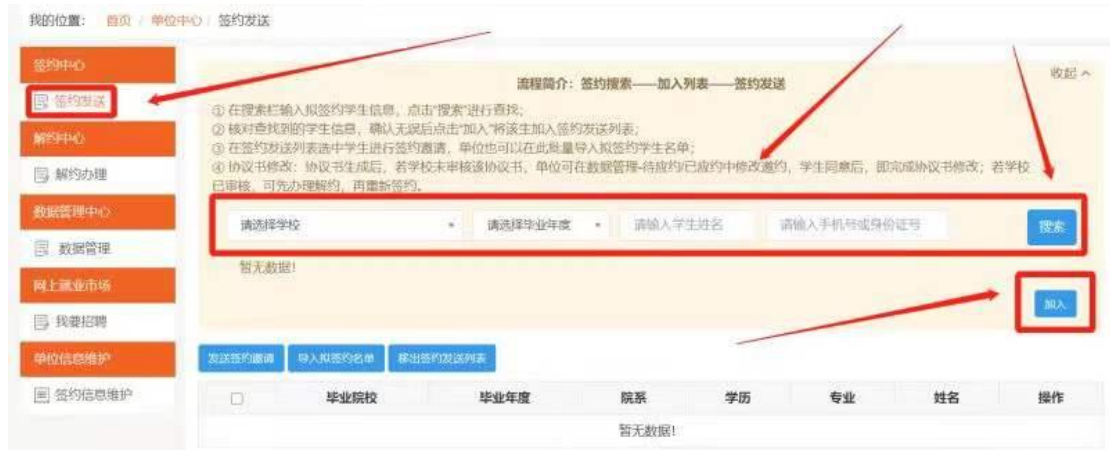 我的位置： 首页 / 单位中心 / 签约发送
签约中心
签约发送
解约中心
解约办理
数据管理中心
数据管理
网上就业市场
我要招聘
单位信息维护
签约信息维护
流程简介：签约搜索——加入列表——签约发送
收起
① 在搜索栏输入拟签约学生信息，点击“搜索”进行查找；
② 核对查找到的学生信息，确认无误后点击“加入”将该生加入签约发送列表；
③ 在签约发送列表选中学生进行签约邀请，单位也可以在此批量导入拟签约学生名单；
④ 协议书修改：协议书生成后，若学校未审核该协议书，单位可在数据管理-待应约/已应约中修改邀约，学生同意后，即完成协议书修改；若学校
已审核，可先办理解约，再重新签约。
请选择学校 请选择毕业年度 请输入学生姓名 请输入手机号或身份证号 搜索
暂无数据!
加入
发送签约邀请 导入拟签约名单 移出签约发送列表
毕业院校 毕业年度 院系 学历 专业 姓名 操作
暂无数据!